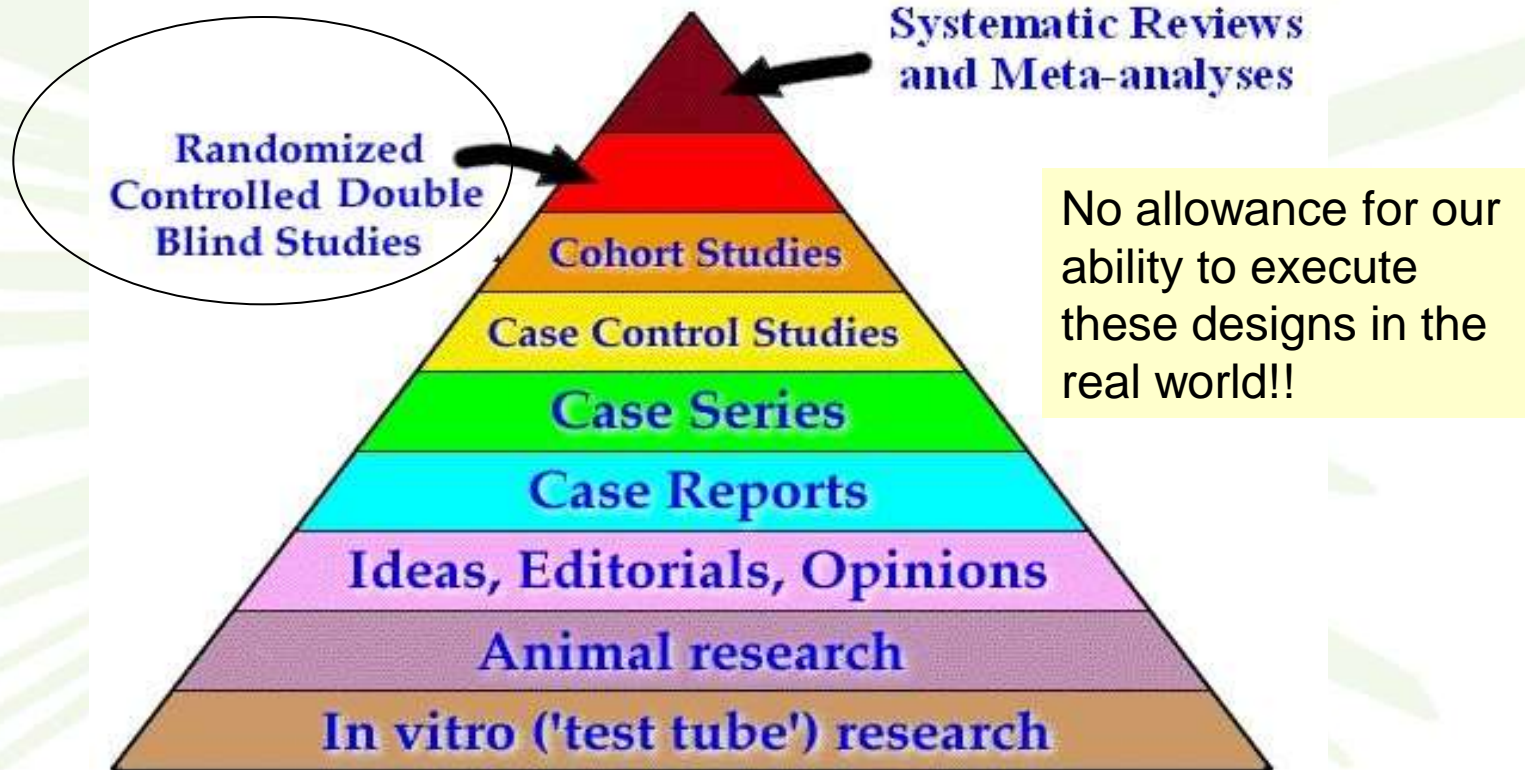 Systematic Reviews
and Meta-analyses
Randomized
Controlled Double
Blind Studies
No allowance for our
ability to execute
these designs in the
real world!!
Cohort Studies
Case Control Studies
Case Series
Case Reports
Ideas, Editorials, Opinions
Animal research
In vitro ('test tube') research